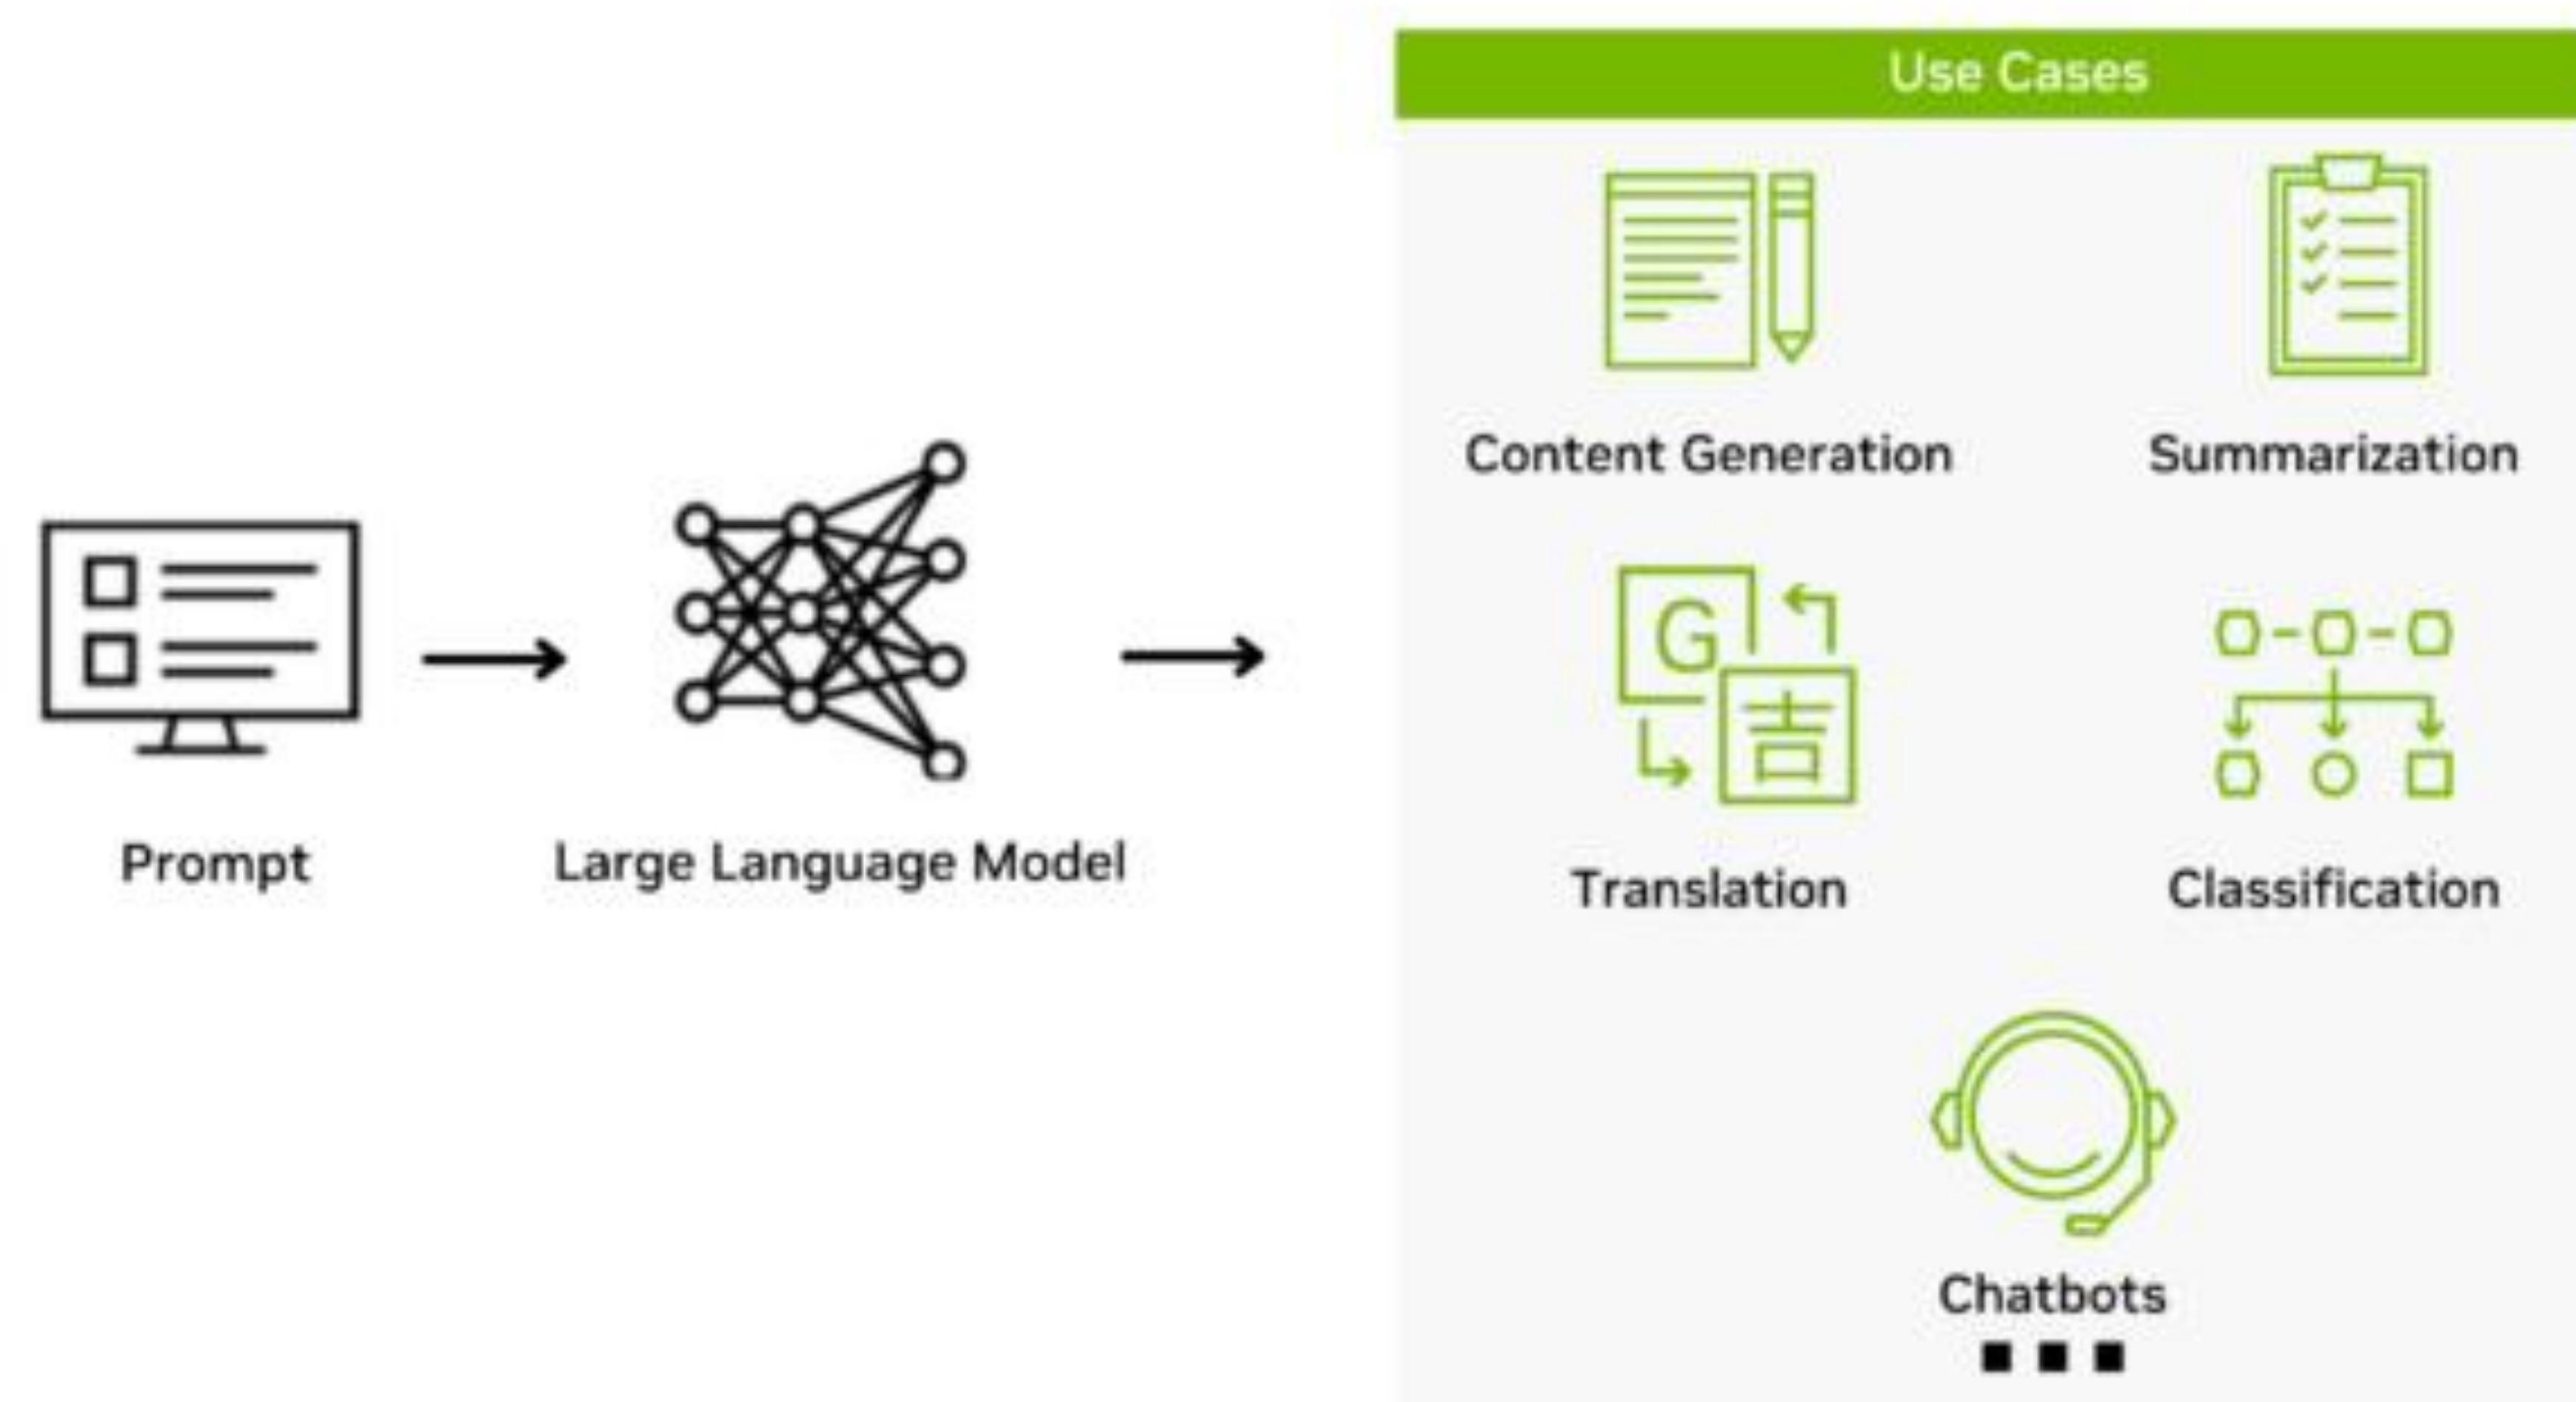 Use Cases
Content Generation
Summarization
G
吉
Translation
Classification
Prompt
Large Language Model
Chatbots